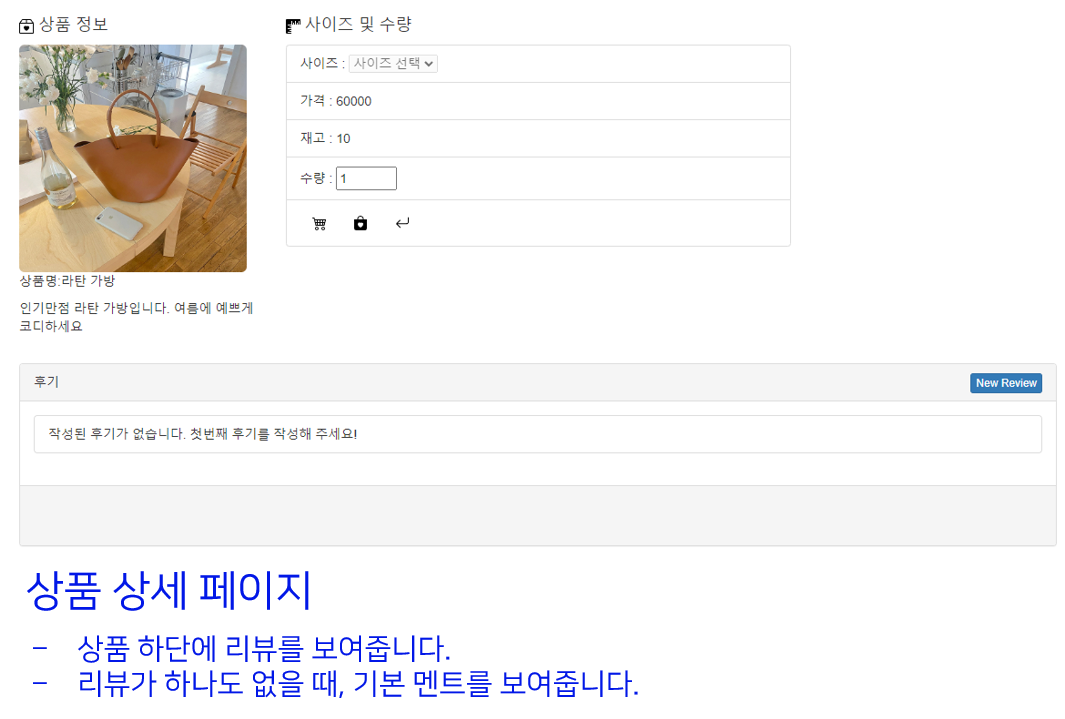 상품 정보
상품명:라탄 가방
인기만점 라탄 가방입니다. 여름에 예쁘게
코디하세요
사이즈 및 수량
사이즈 : 사이즈 선택
가격 : 60000
재고 : 10
수량 : 1
후기
New Review
작성된 후기가 없습니다. 첫번째 후기를 작성해 주세요!
상품 상세 페이지
- 상품 하단에 리뷰를 보여줍니다.
- 리뷰가 하나도 없을 때, 기본 멘트를 보여줍니다.